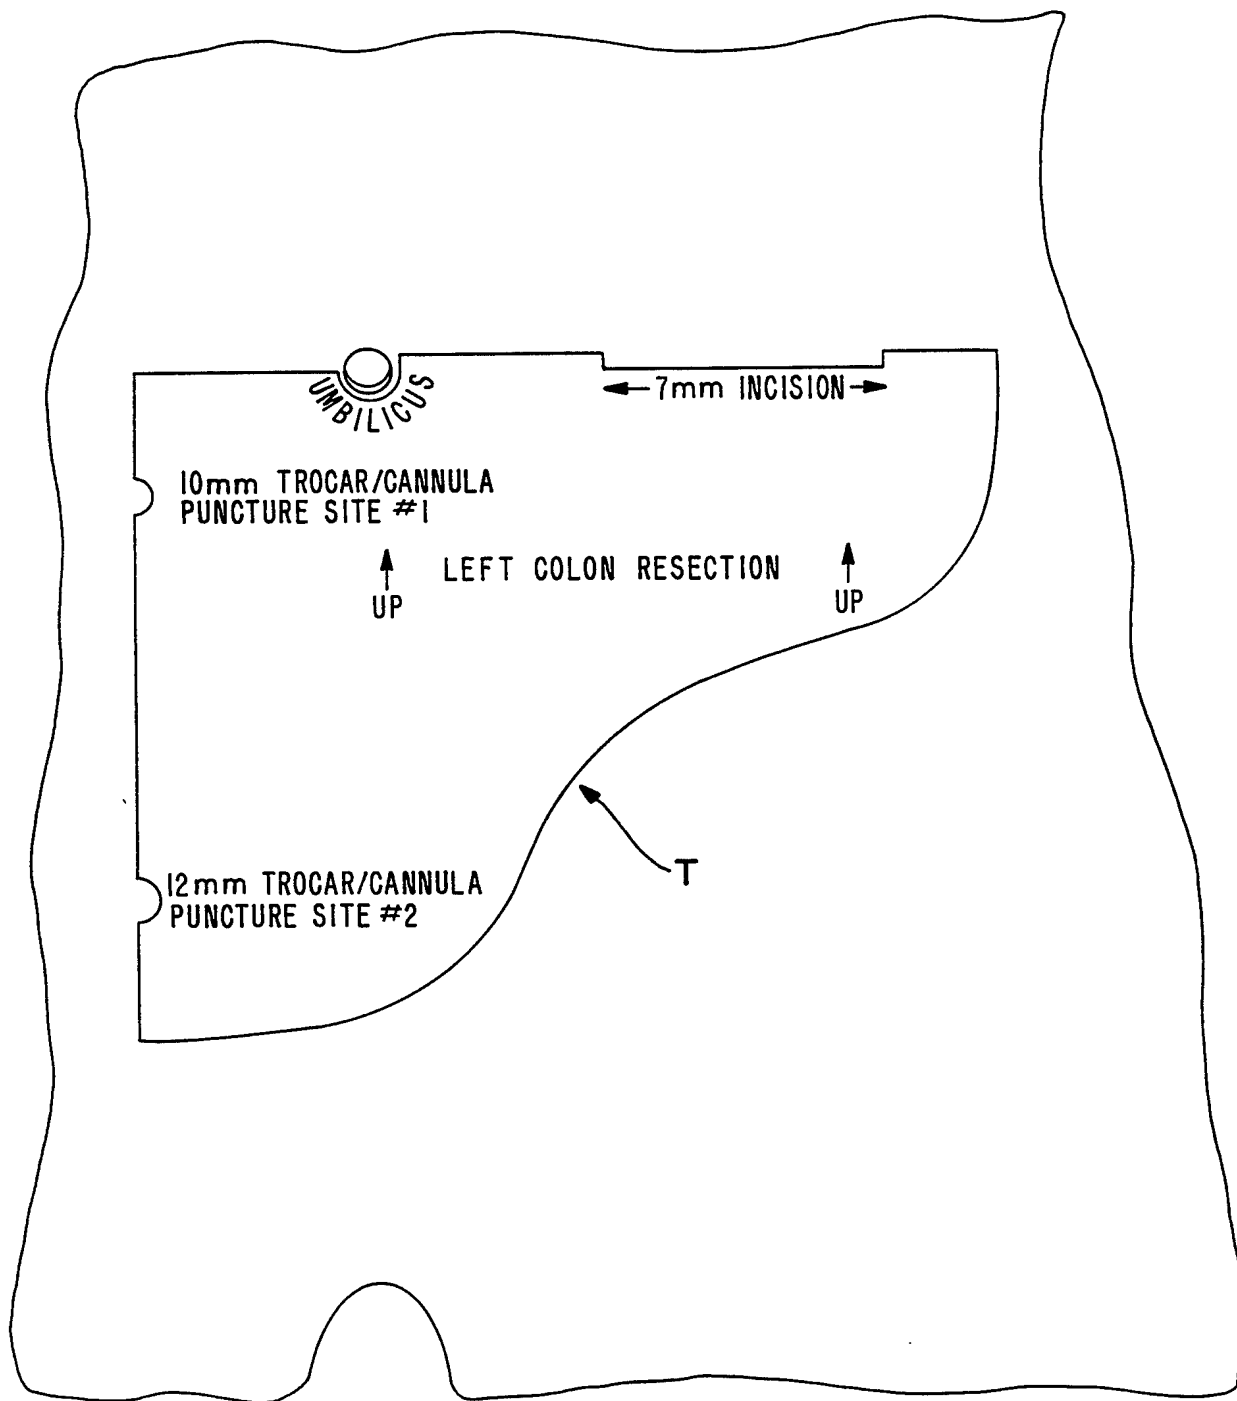 UMBILICUS
7mm INCISION
10mm TROCAR/CANNULA
PUNCTURE SITE #1
LEFT COLON RESECTION
UP
UP
T
12mm TROCAR/CANNULA
PUNCTURE SITE #2